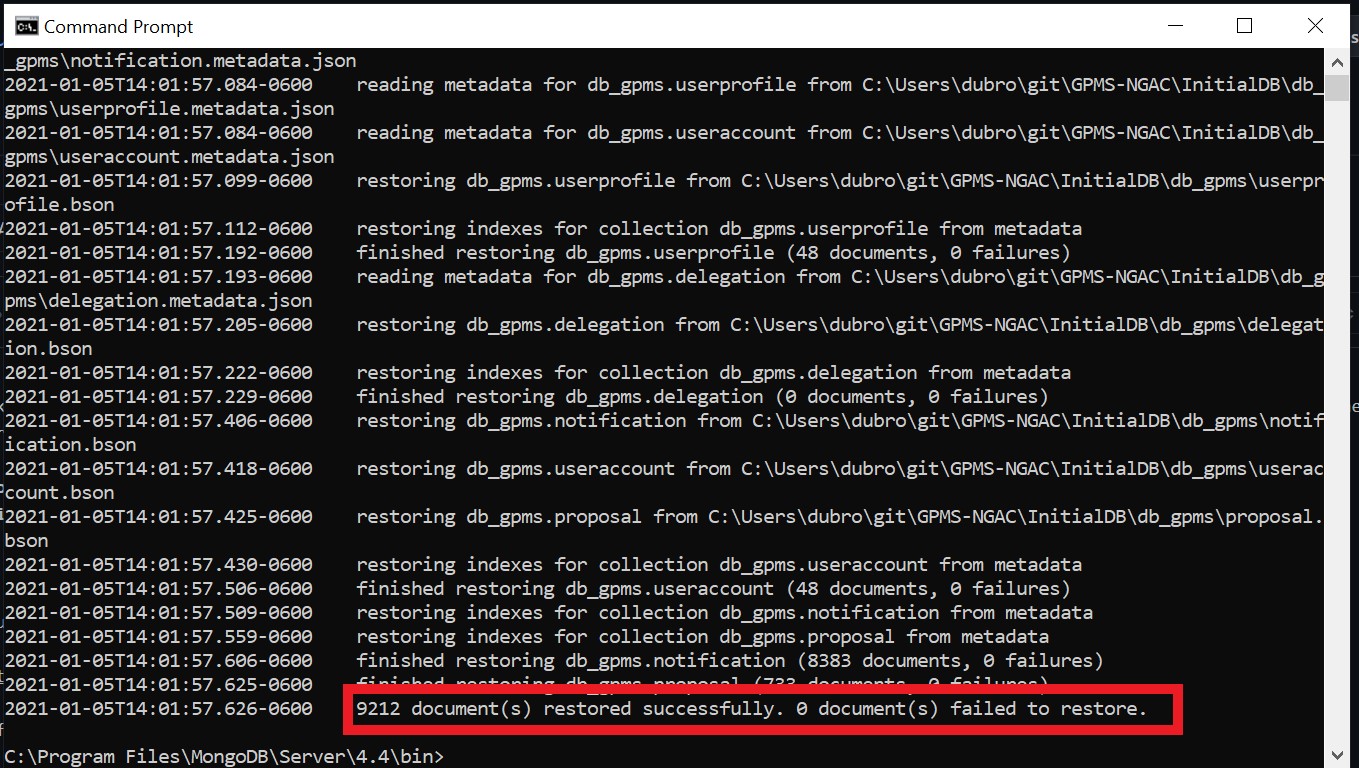 Command Prompt
_gpms\notification.metadata.json
2021-01-05T14:01:57.084-0600    reading metadata for db_gpms.userprofile from C:\Users\dubro\git\GPMS-NGAC\InitialDB\db_
gpms\userprofile.metadata.json
2021-01-05T14:01:57.084-0600    reading metadata for db_gpms.useraccount from C:\Users\dubro\git\GPMS-NGAC\InitialDB\db_
gpms\useraccount.metadata.json
2021-01-05T14:01:57.099-0600    restoring db_gpms.userprofile from C:\Users\dubro\git\GPMS-NGAC\InitialDB\db_gpms\userpr
ofile.bson
2021-01-05T14:01:57.112-0600    restoring indexes for collection db_gpms.userprofile from metadata
2021-01-05T14:01:57.192-0600    finished restoring db_gpms.userprofile (48 documents, 0 failures)
2021-01-05T14:01:57.193-0600    reading metadata for db_gpms.delegation from C:\Users\dubro\git\GPMS-NGAC\InitialDB\db_g
pms\delegation.metadata.json
2021-01-05T14:01:57.205-0600    restoring db_gpms.delegation from C:\Users\dubro\git\GPMS-NGAC\InitialDB\db_gpms\delegat
ion.bson
2021-01-05T14:01:57.222-0600    restoring indexes for collection db_gpms.delegation from metadata
2021-01-05T14:01:57.229-0600    finished restoring db_gpms.delegation (0 documents, 0 failures)
2021-01-05T14:01:57.406-0600    restoring db_gpms.notification from C:\Users\dubro\git\GPMS-NGAC\InitialDB\db_gpms\notif
ication.bson
2021-01-05T14:01:57.418-0600    restoring db_gpms.useraccount from C:\Users\dubro\git\GPMS-NGAC\InitialDB\db_gpms\userac
count.bson
2021-01-05T14:01:57.425-0600    restoring db_gpms.proposal from C:\Users\dubro\git\GPMS-NGAC\InitialDB\db_gpms\proposal.
bson
2021-01-05T14:01:57.430-0600    restoring indexes for collection db_gpms.useraccount from metadata
2021-01-05T14:01:57.506-0600    finished restoring db_gpms.useraccount (48 documents, 0 failures)
2021-01-05T14:01:57.509-0600    restoring indexes for collection db_gpms.notification from metadata
2021-01-05T14:01:57.559-0600    restoring indexes for collection db_gpms.proposal from metadata
2021-01-05T14:01:57.606-0600    finished restoring db_gpms.notification (8383 documents, 0 failures)
2021-01-05T14:01:57.625-0600    finished restoring db_gpms.proposal (733 documents, 0 failures)
2021-01-05T14:01:57.626-0600    9212 document(s) restored successfully. 0 document(s) failed to restore.
C:\Program Files\MongoDB\Server\4.4\bin>